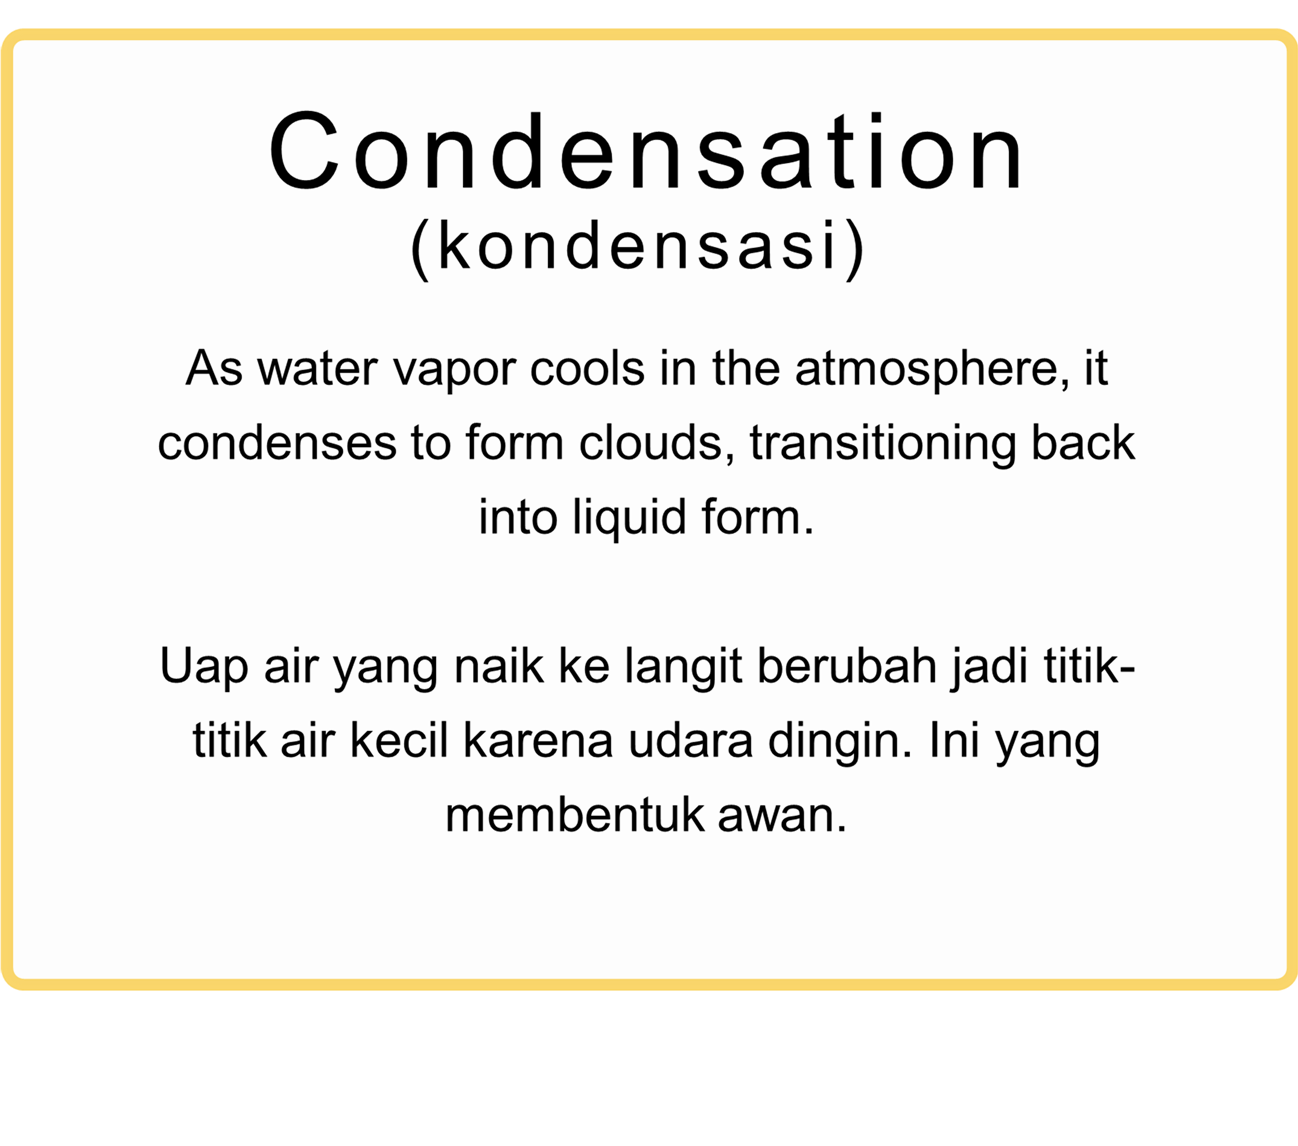 Condensation
(kondensasi)
As water vapor cools in the atmosphere, it
condenses to form clouds, transitioning back
into liquid form.
Uap air yang naik ke langit berubah jadi titik-
titik air kecil karena udara dingin. Ini yang
membentuk awan.